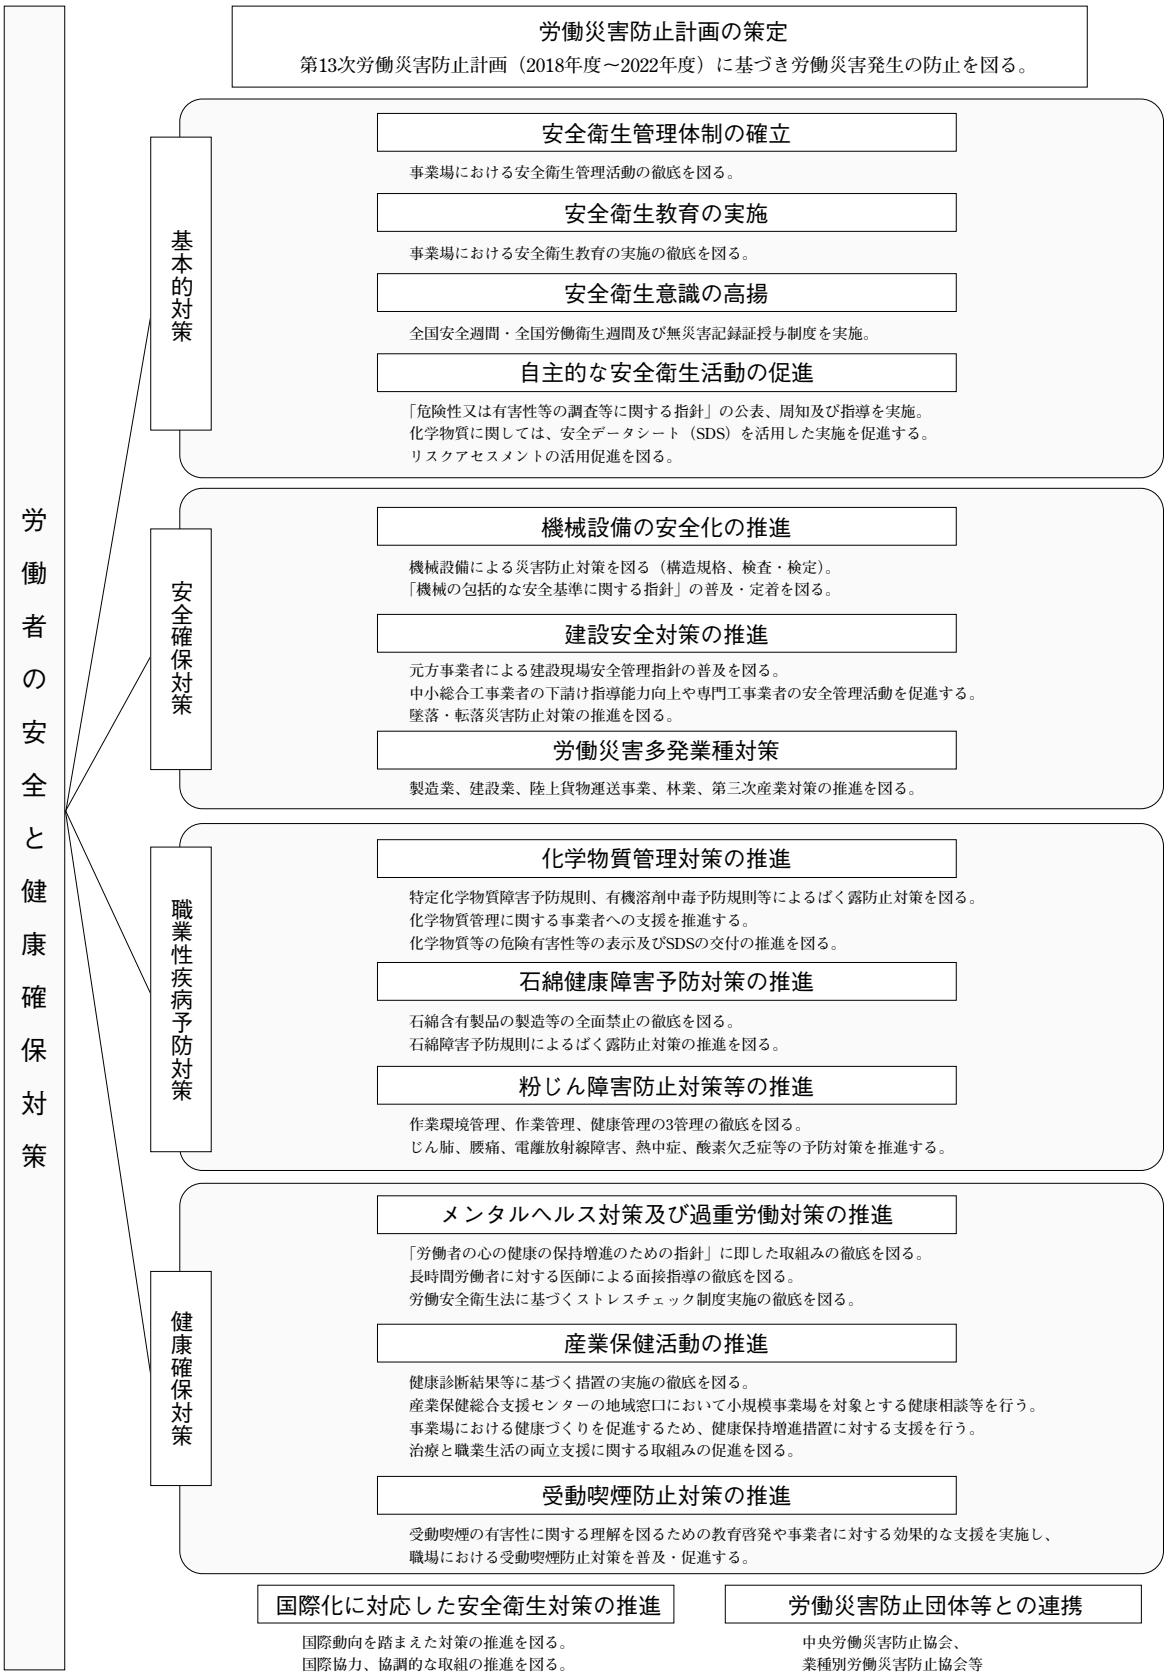 労働者の安全と健康確保対策
労働災害防止計画の策定
第13次労働災害防止計画（2018年度～2022年度）に基づき労働災害発生の防止を図る。
基本的対策
安全衛生管理体制の確立
事業場における安全衛生管理活動の徹底を図る。
安全衛生教育の実施
事業場における安全衛生教育の実施の徹底を図る。
安全衛生意識の高揚
全国安全週間・全国労働衛生週間及び無災害記録証授与制度を実施。
自主的な安全衛生活動の促進
「危険性又は有害性等の調査等に関する指針」の公表、周知及び指導を実施。
化学物質に関しては、安全データシート（SDS）を活用した実施を促進する。
リスクアセスメントの活用促進を図る。
安全確保対策
機械設備の安全化の推進
機械設備による災害防止対策を図る（構造規格、検査・検定）。
「機械の包括的な安全基準に関する指針」の普及・定着を図る。
建設安全対策の推進
元方事業者による建設現場安全管理指針の普及を図る。
中小総合工事業者の下請け指導能力向上や専門工事業者の安全管理活動を促進する。
墜落・転落災害防止対策の推進を図る。
労働災害多発業種対策
製造業、建設業、陸上貨物運送事業、林業、第三次産業対策の推進を図る。
職業性疾病予防対策
化学物質管理対策の推進
特定化学物質障害予防規則、有機溶剤中毒予防規則等によるばく露防止対策を図る。
化学物質管理に関する事業者への支援を推進する。
化学物質等の危険有害性等の表示及びSDSの交付の推進を図る。
石綿健康障害予防対策の推進
石綿含有製品の製造等の全面禁止の徹底を図る。
石綿障害予防規則によるばく露防止対策の推進を図る。
粉じん障害防止対策等の推進
作業環境管理、作業管理、健康管理の3管理の徹底を図る。
じん肺、腰痛、電離放射線障害、熱中症、酸素欠乏症等の予防対策を推進する。
健康確保対策
メンタルヘルス対策及び過重労働対策の推進
「労働者の心の健康の保持増進のための指針」に即した取組みの徹底を図る。
長時間労働者に対する医師による面接指導の徹底を図る。
労働安全衛生法に基づくストレスチェック制度実施の徹底を図る。
産業保健活動の推進
健康診断結果等に基づく措置の実施の徹底を図る。
産業保健総合支援センターの地域窓口において小規模事業場を対象とする健康相談等を行う。
事業場における健康づくりを促進するため、健康保持増進措置に対する支援を行う。
治療と職業生活の両立支援に関する取組みの促進を図る。
受動喫煙防止対策の推進
受動喫煙の有害性に関する理解を図るための教育啓発や事業者に対する効果的な支援を実施し、
職場における受動喫煙防止対策を普及・促進する。
国際化に対応した安全衛生対策の推進
国際動向を踏まえた対策の推進を図る。
国際協力、協調的な取組の推進を図る。
労働災害防止団体等との連携
中央労働災害防止協会、
業種別労働災害防止協会等